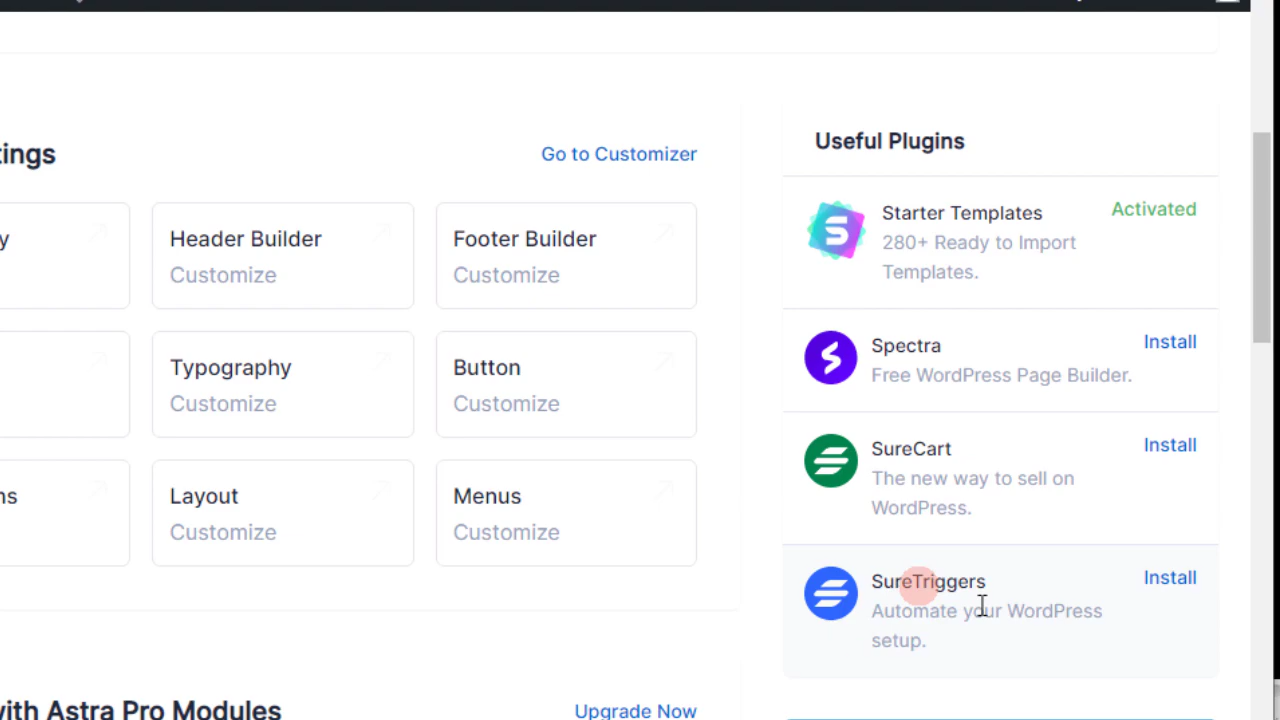 tings
Go to Customizer
y
Header Builder
Customize
Footer Builder
Customize
Typography
Customize
Button
Customize
ns
Layout
Customize
Menus
Customize
with Astra Pro Modules
Upgrade Now
Useful Plugins
Starter Templates
Activated
280+ Ready to Import
Templates.
Spectra
Install
Free WordPress Page Builder.
SureCart
Install
The new way to sell on
WordPress.
SureTriggers
Install
Automate your WordPress
setup.